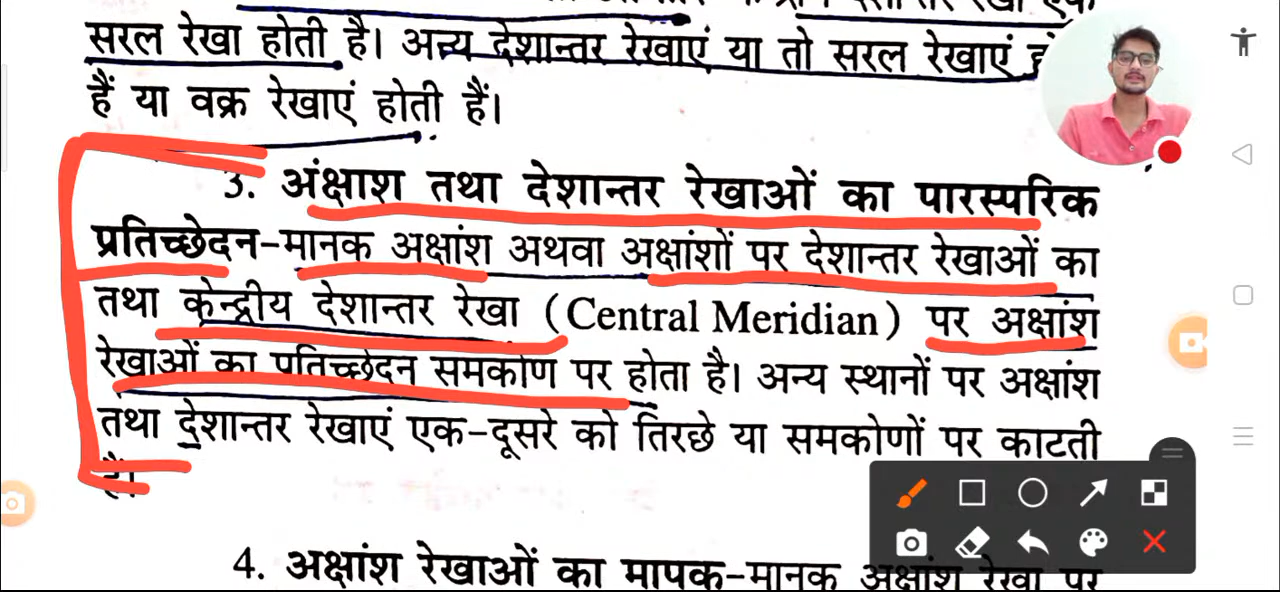 सरल रेखा होती है। अन्य देशान्तर रेखाएं या तो सरल रेखाएं
हैं या वक्र रेखाएं होती हैं।
3. अंक्षाश तथा देशान्तर रेखाओं का पारस्परिक
प्रतिच्छेदन-मानक अक्षांश अथवा अक्षांशों पर देशान्तर रेखाओं का
तथा केन्द्रीय देशान्तर रेखा (Central Meridian) पर अक्षांश
रेखाओं का प्रतिच्छेदन समकोण पर होता है। अन्य स्थानों पर अक्षांश
तथा देशान्तर रेखाएं एक-दूसरे को तिरछे या समकोणों पर काटती
हैं।
4. अक्षांश रेखाओं का मापक-मानक अक्षांश रेखा पर